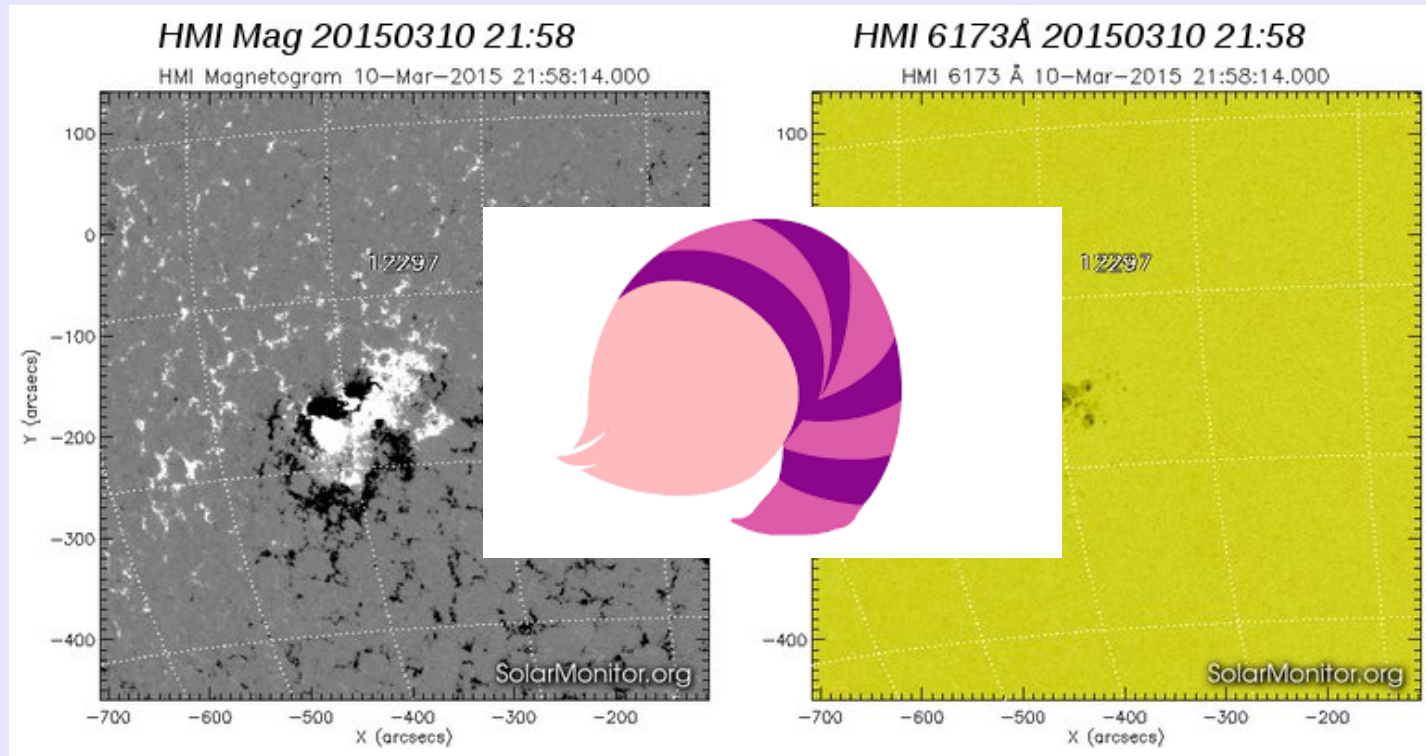 HMI Mag 20150310 21:58
HMI Magnetogram 10-Mar-2015 21:58:14.000
100
0
-100
-200
-300
-400
Y (arcsecs)
12297
SolarMonitor.org
-700 -600 -500 -400 -300 -200
X (arcsecs)
HMI 6173Å 20150310 21:58
HMI 6173 Å 10-Mar-2015 21:58:14.000
100
-400
12297
SolarMonitor.org
-700 -600 -500 -400 -300 -200
X (arcsecs)